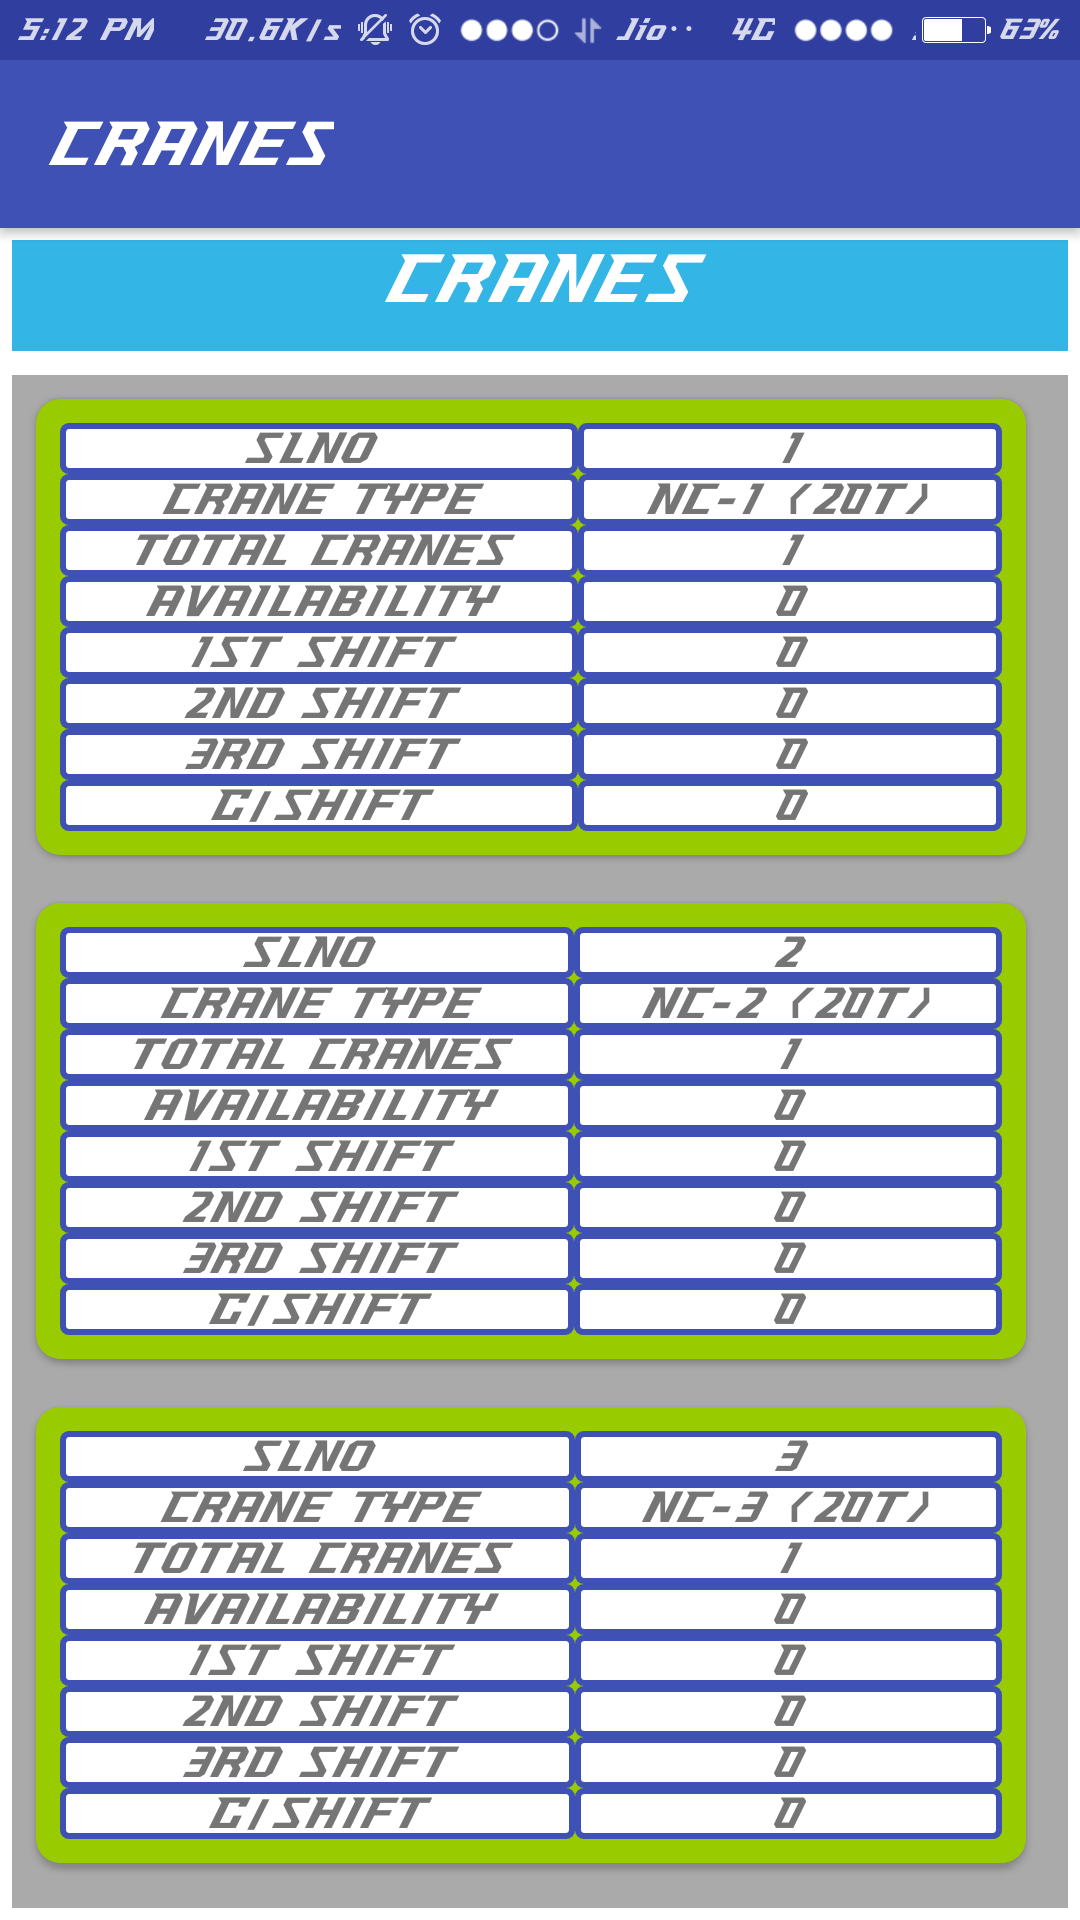 5:12 PM 30.6K/s Jio·· 4G 63%
CRANES
CRANES
SLNO 1
CRANE TYPE NC-1 (20T)
TOTAL CRANES 1
AVAILABILITY 0
1ST SHIFT 0
2ND SHIFT 0
3RD SHIFT 0
G/SHIFT 0
SLNO 2
CRANE TYPE NC-2 (20T)
TOTAL CRANES 1
AVAILABILITY 0
1ST SHIFT 0
2ND SHIFT 0
3RD SHIFT 0
G/SHIFT 0
SLNO 3
CRANE TYPE NC-3 (20T)
TOTAL CRANES 1
AVAILABILITY 0
1ST SHIFT 0
2ND SHIFT 0
3RD SHIFT 0
G/SHIFT 0